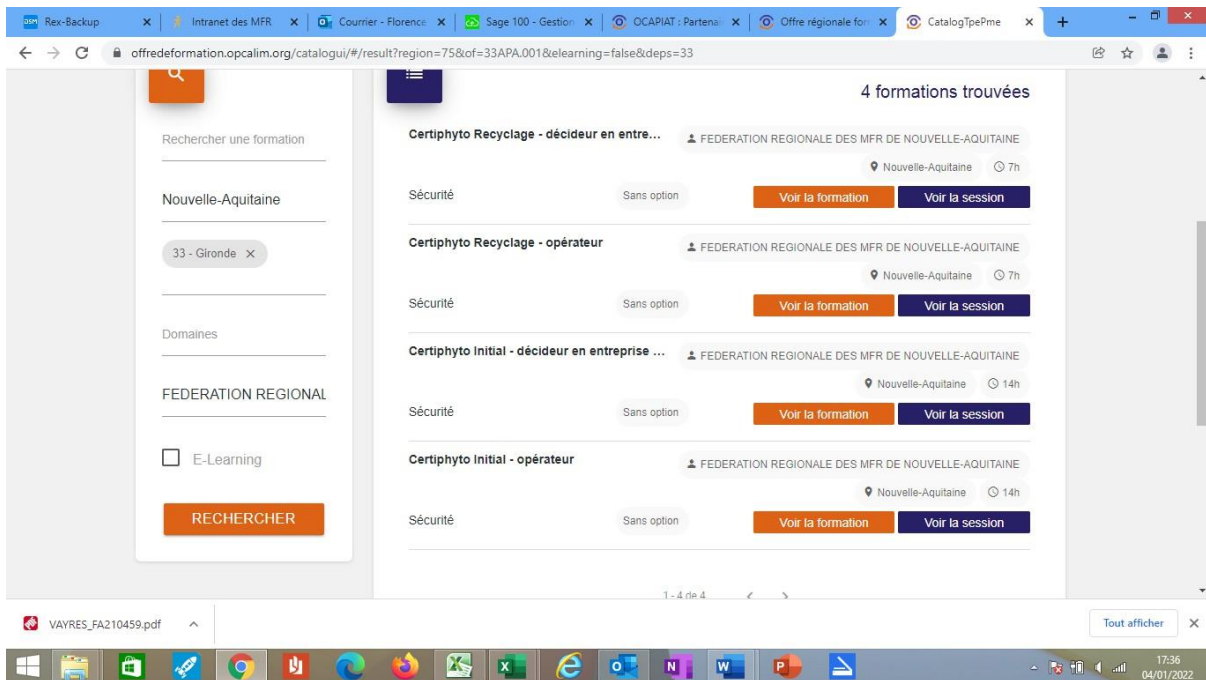 Rex-Backup
Intranet des MFR
Courrier - Florence
Sage 100 - Gestion
OCAPIAT : Partenai
Offre régionale for
CatalogTpePme
offredeformation.opcalim.org/catalogui/#/result?region=75&of=33APA.001&elearning=false&deps=33
4 formations trouvées
Rechercher une formation
Nouvelle-Aquitaine
33 - Gironde
Domaines
FEDERATION REGIONAL
E-Learning
RECHERCHER
Certiphyto Recyclage - décideur en entre...
FEDERATION REGIONALE DES MFR DE NOUVELLE-AQUITAINE
Nouvelle-Aquitaine 7h
Sécurité Sans option Voir la formation Voir la session
Certiphyto Recyclage - opérateur
FEDERATION REGIONALE DES MFR DE NOUVELLE-AQUITAINE
Nouvelle-Aquitaine 7h
Sécurité Sans option Voir la formation Voir la session
Certiphyto Initial - décideur en entreprise ...
FEDERATION REGIONALE DES MFR DE NOUVELLE-AQUITAINE
Nouvelle-Aquitaine 14h
Sécurité Sans option Voir la formation Voir la session
Certiphyto Initial - opérateur
FEDERATION REGIONALE DES MFR DE NOUVELLE-AQUITAINE
Nouvelle-Aquitaine 14h
Sécurité Sans option Voir la formation Voir la session
1 - 4 de 4
VAYRES_FA210459.pdf
Tout afficher
17:36
04/01/2022